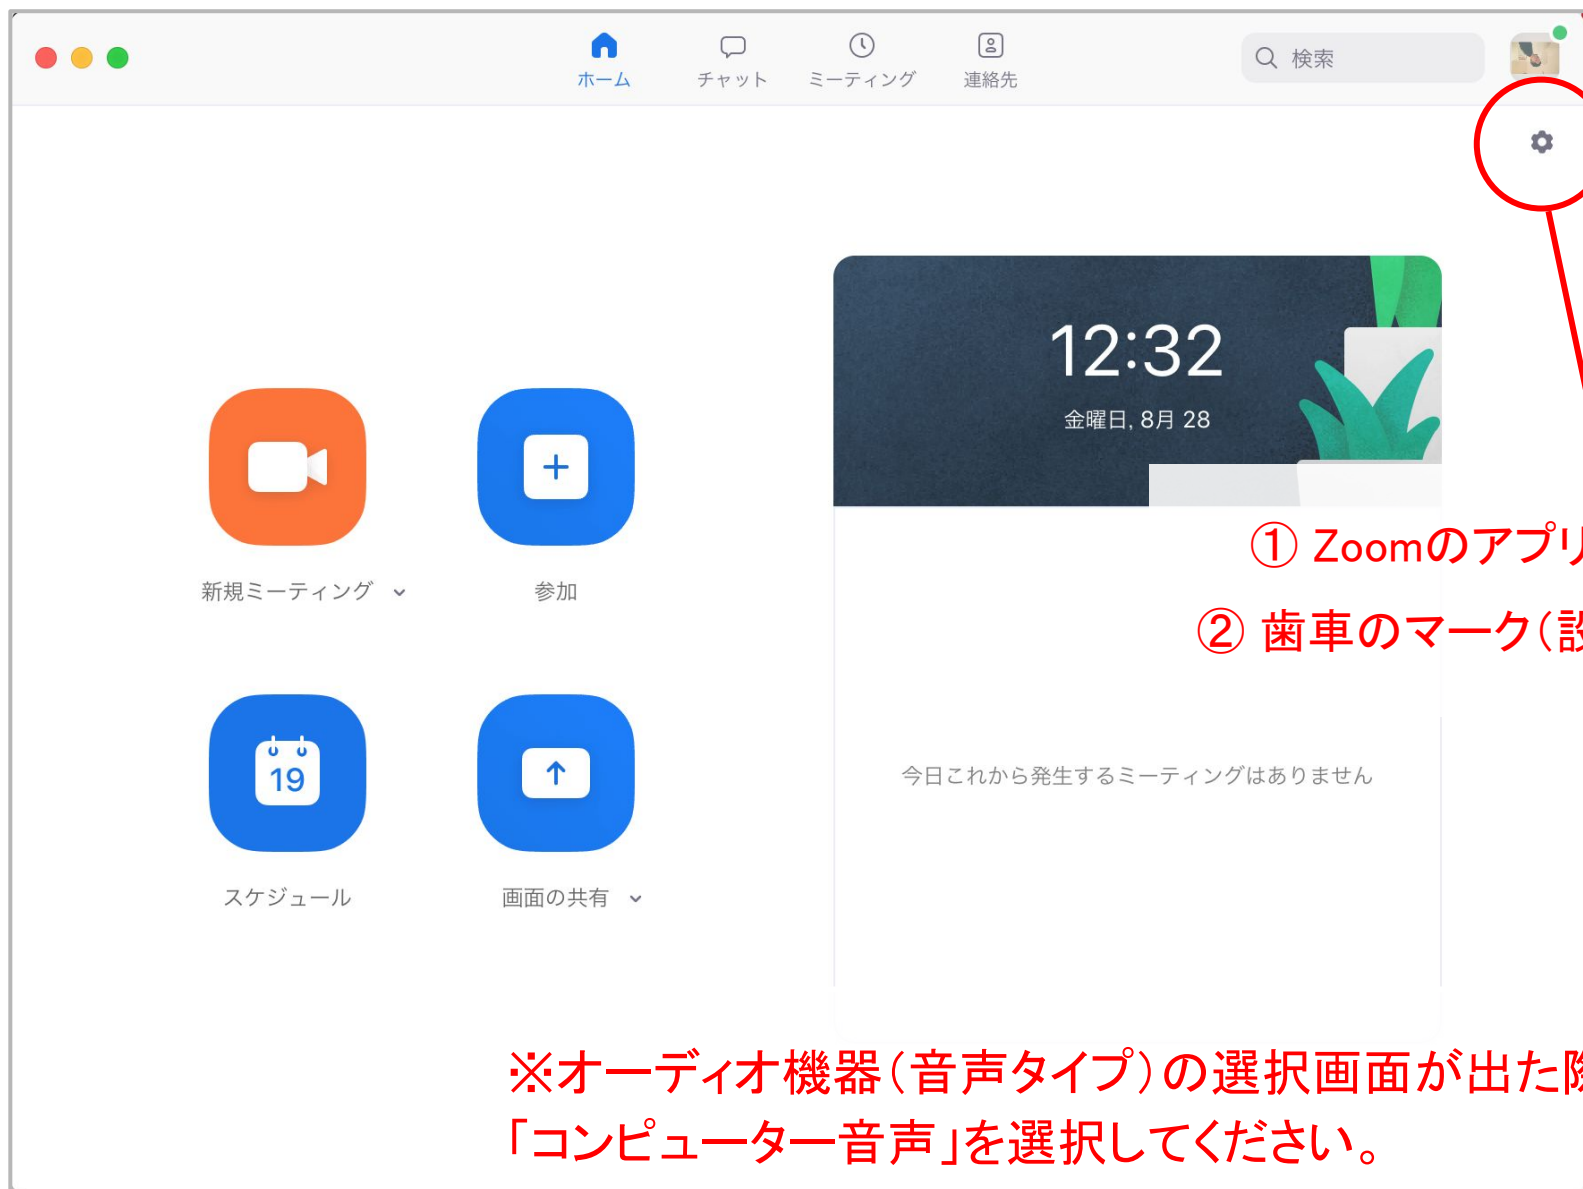 ホーム
チャット
ミーティング
連絡先
検索
12:32
金曜日, 8月 28
新規ミーティング
参加
① Zoomのアプリ
② 歯車のマーク(設
19
今日これから発生するミーティングはありません
スケジュール
画面の共有
※オーディオ機器(音声タイプ)の選択画面が出た際
「コンピューター音声」を選択してください。